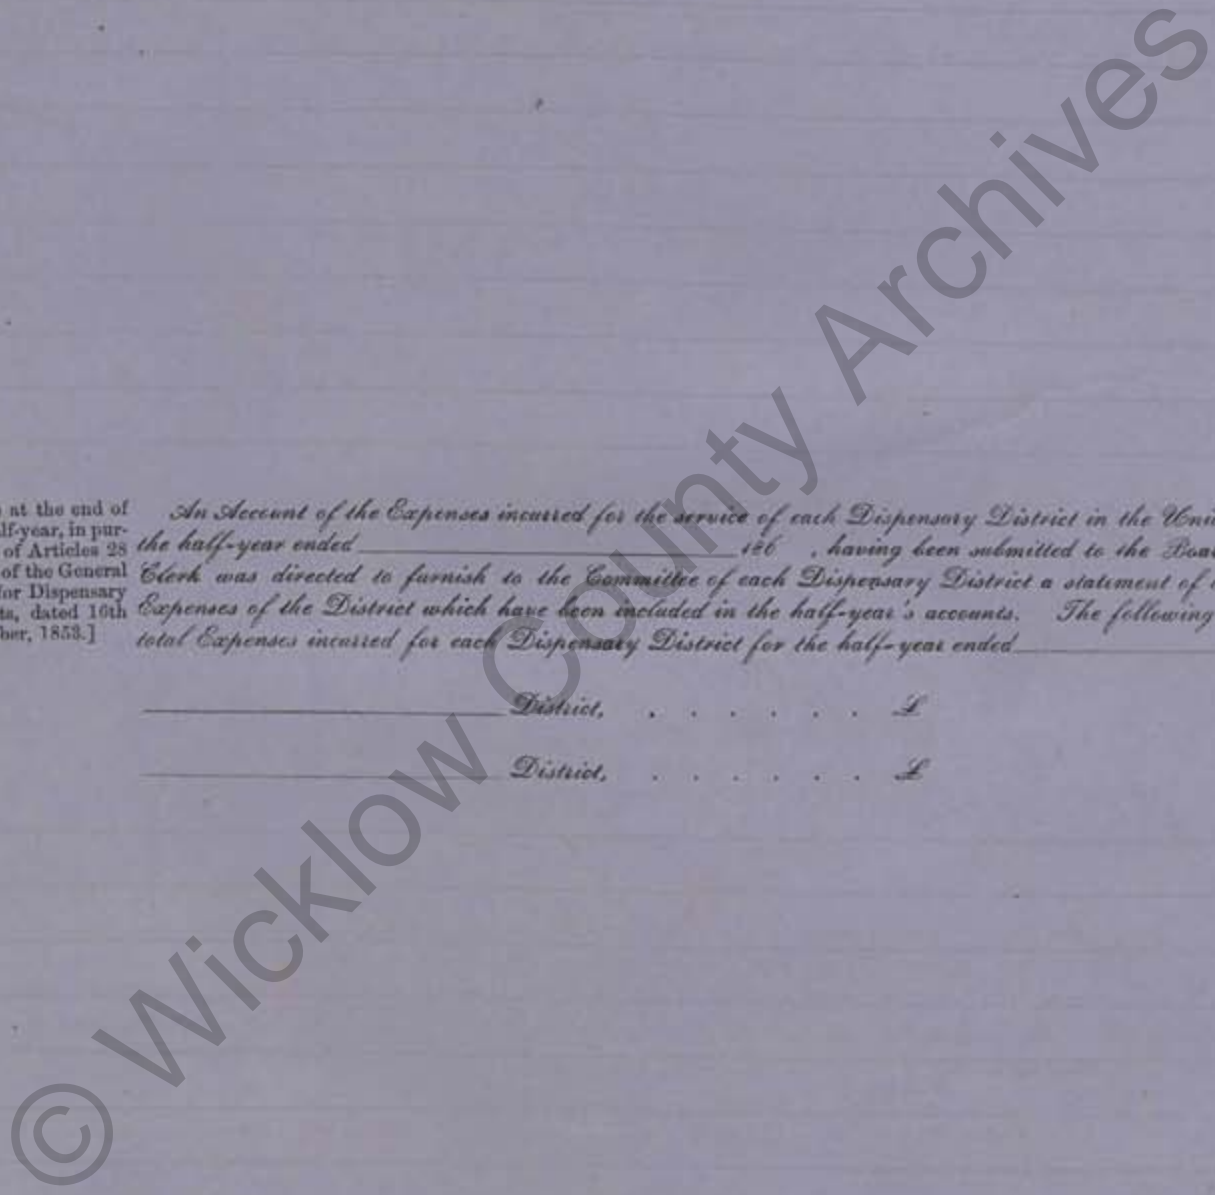 at the end of
lf-year, in pur-
of Articles 28
of the General
for Dispensary
ts, dated 16th
ber, 1853.]
An Account of the Expenses incurred for the service of each Dispensary District in the Uni
the half-year ended ____ 186 , having been submitted to the Boa
Clerk was directed to furnish to the Committee of each Dispensary District a statement of
Expenses of the District which have been included in the half-year's accounts. The following
total Expenses incurred for each Dispensary District for the half-year ended ____
____ District, . . . . . . £
____ District, . . . . . . £
© Wicklow County Archives